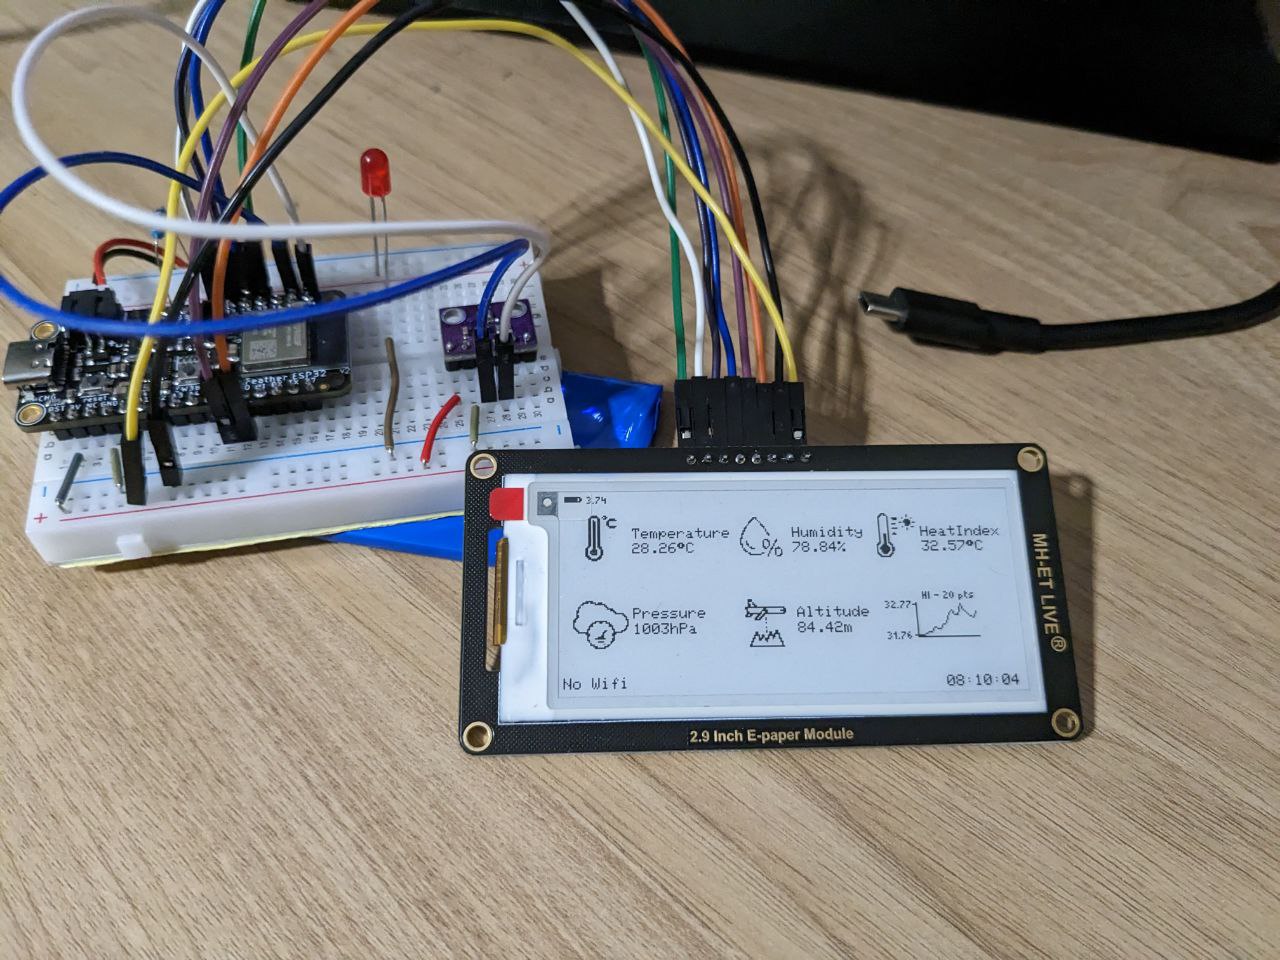 3.74
°C
Temperature
28.26°C
Humidity
78.84%
HeatIndex
32.57°C
Pressure
1003hPa
Altitude
84.42m
HI - 20 pts
32.77
31.76
No Wifi
08:10:04
MH-ET LIVE®
2.9 Inch E-paper Module
Feather ESP32 V2
reset